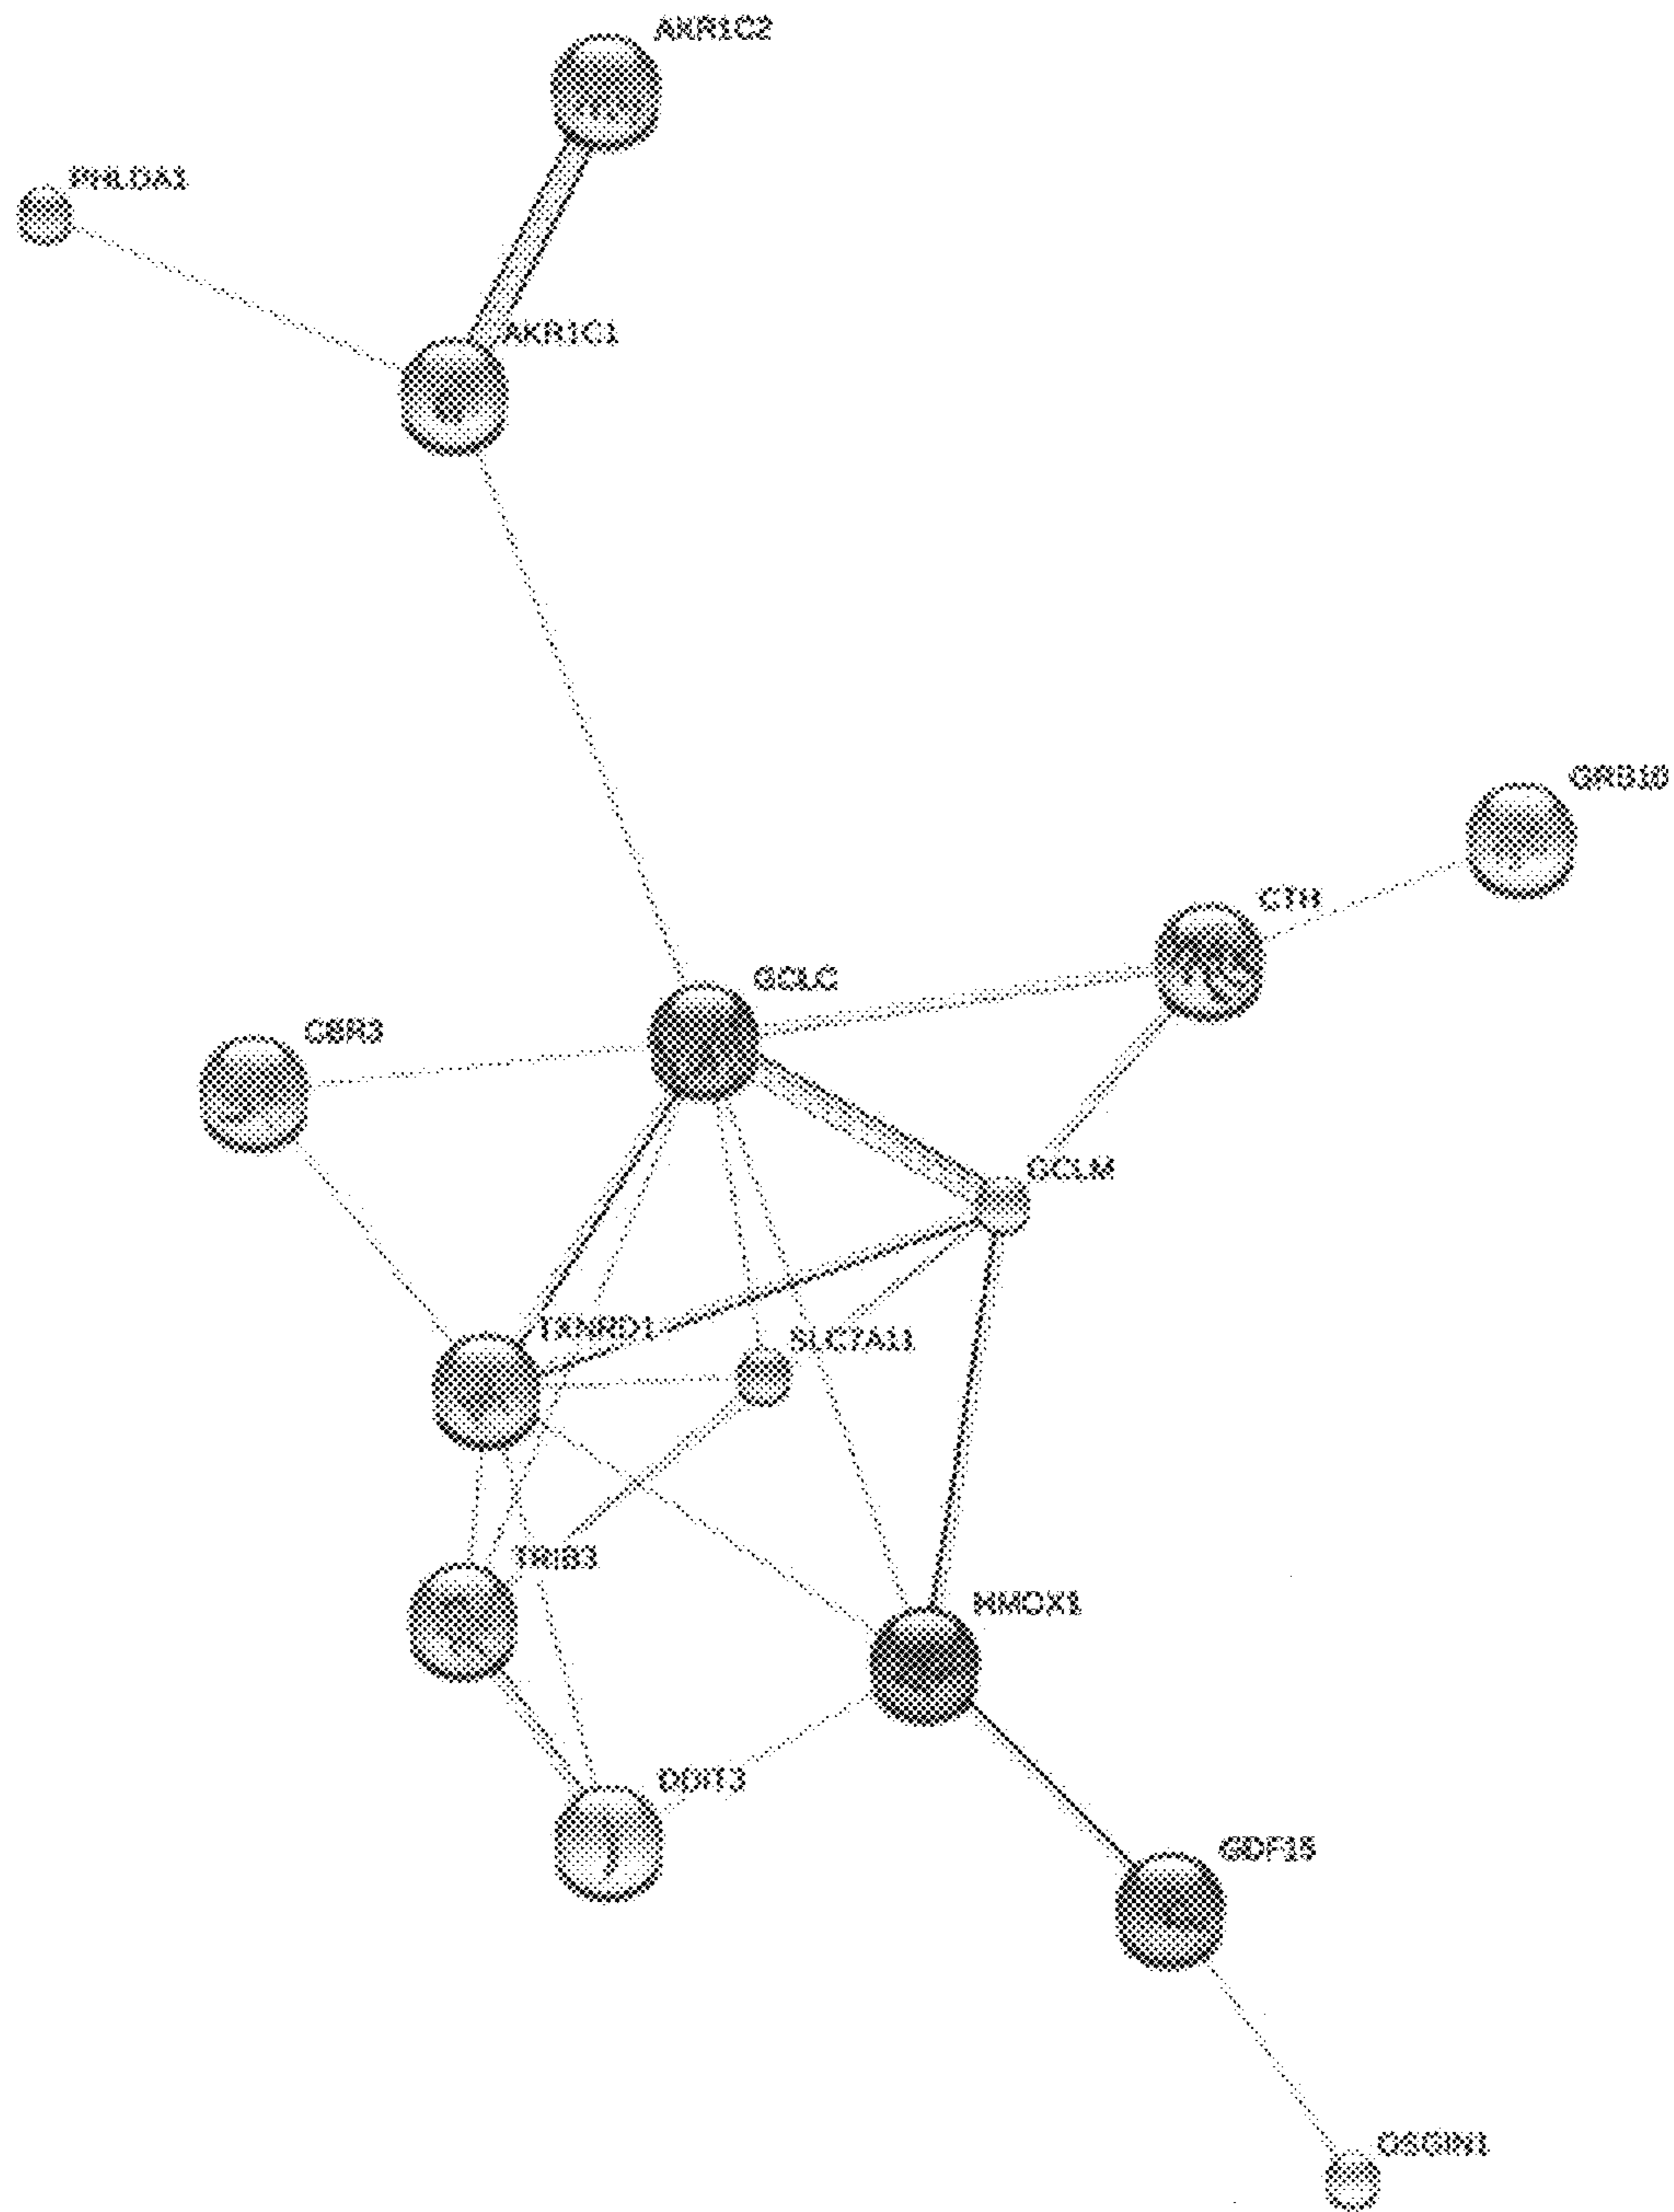 AKR1C2
PHLDA1
AKR1C1
GRB10
CTH
GCLC
CBR3
GCLM
TXNRD1
SLC7A11
TRIB3
HMOX1
DDIT3
GDF15
OSGIN1